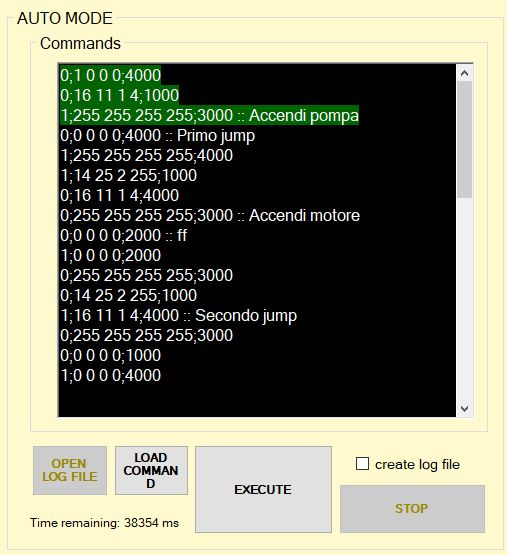 AUTO MODE
Commands
0;1 0 0 0;4000
0;16 11 1 4;1000
1;255 255 255 255;3000 :: Accendi pompa
0;0 0 0 0;4000 :: Primo jump
1;255 255 255 255;4000
1;14 25 2 255;1000
0;16 11 1 4;4000
0;255 255 255 255;3000 :: Accendi motore
0;0 0 0 0;2000 :: ff
1;0 0 0 0;2000
0;255 255 255 255;3000
0;14 25 2 255;1000
1;16 11 1 4;4000 :: Secondo jump
0;255 255 255 255;3000
0;0 0 0 0;1000
1;0 0 0 0;4000
OPEN
LOG FILE
LOAD
COMMAN
D
EXECUTE
create log file
STOP
Time remaining: 38354 ms